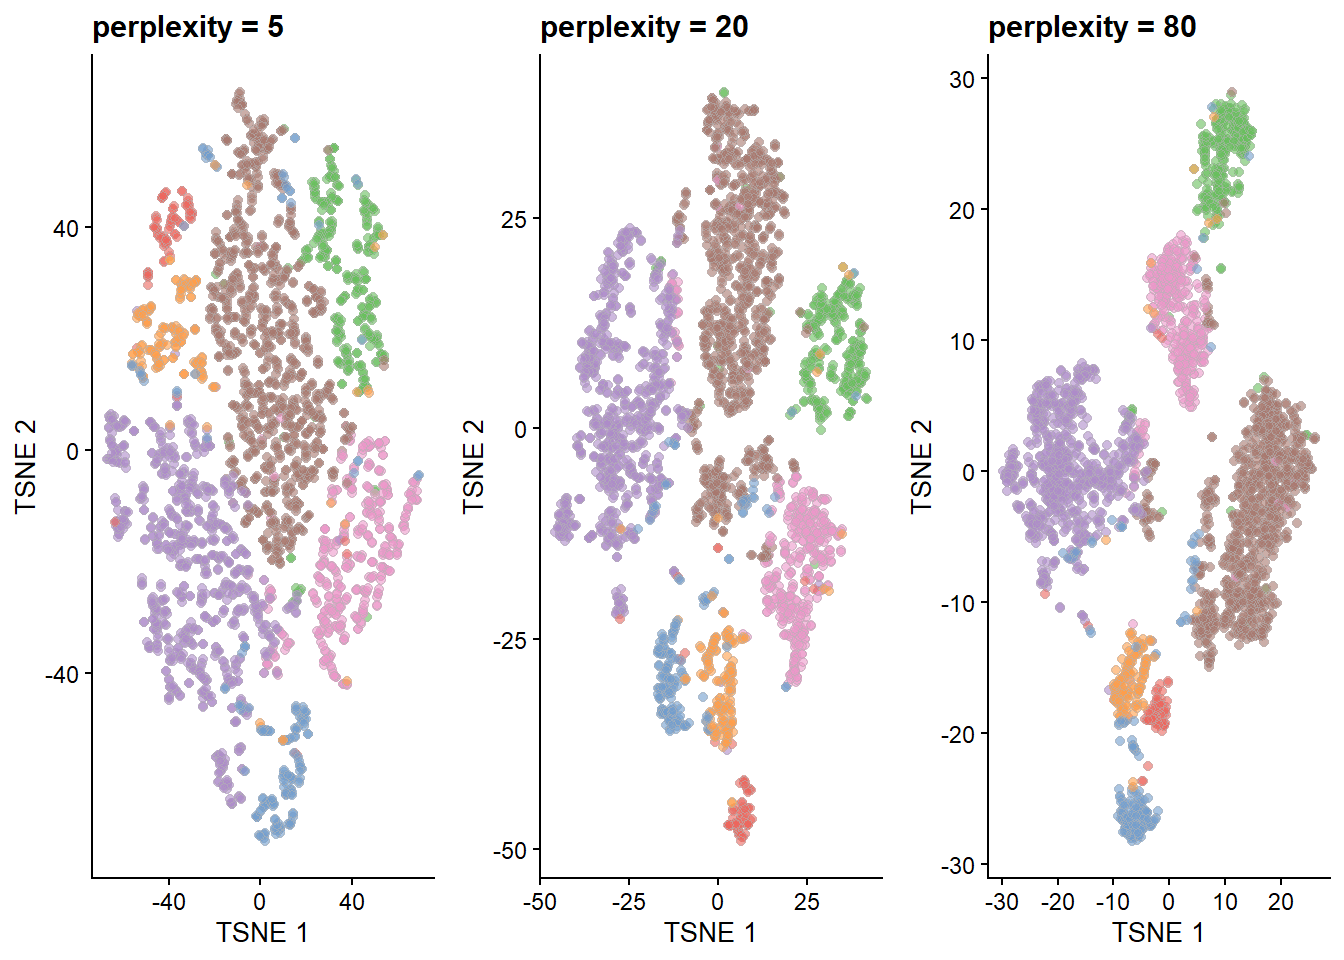 perplexity = 5
40
0
-40
TSNE 2
-40 0 40
TSNE 1
perplexity = 20
25
0
-25
-50
TSNE 2
-50 -25 0 25
TSNE 1
perplexity = 80
30
20
10
0
-10
-20
-30
TSNE 2
-30 -20 -10 0 10 20
TSNE 1